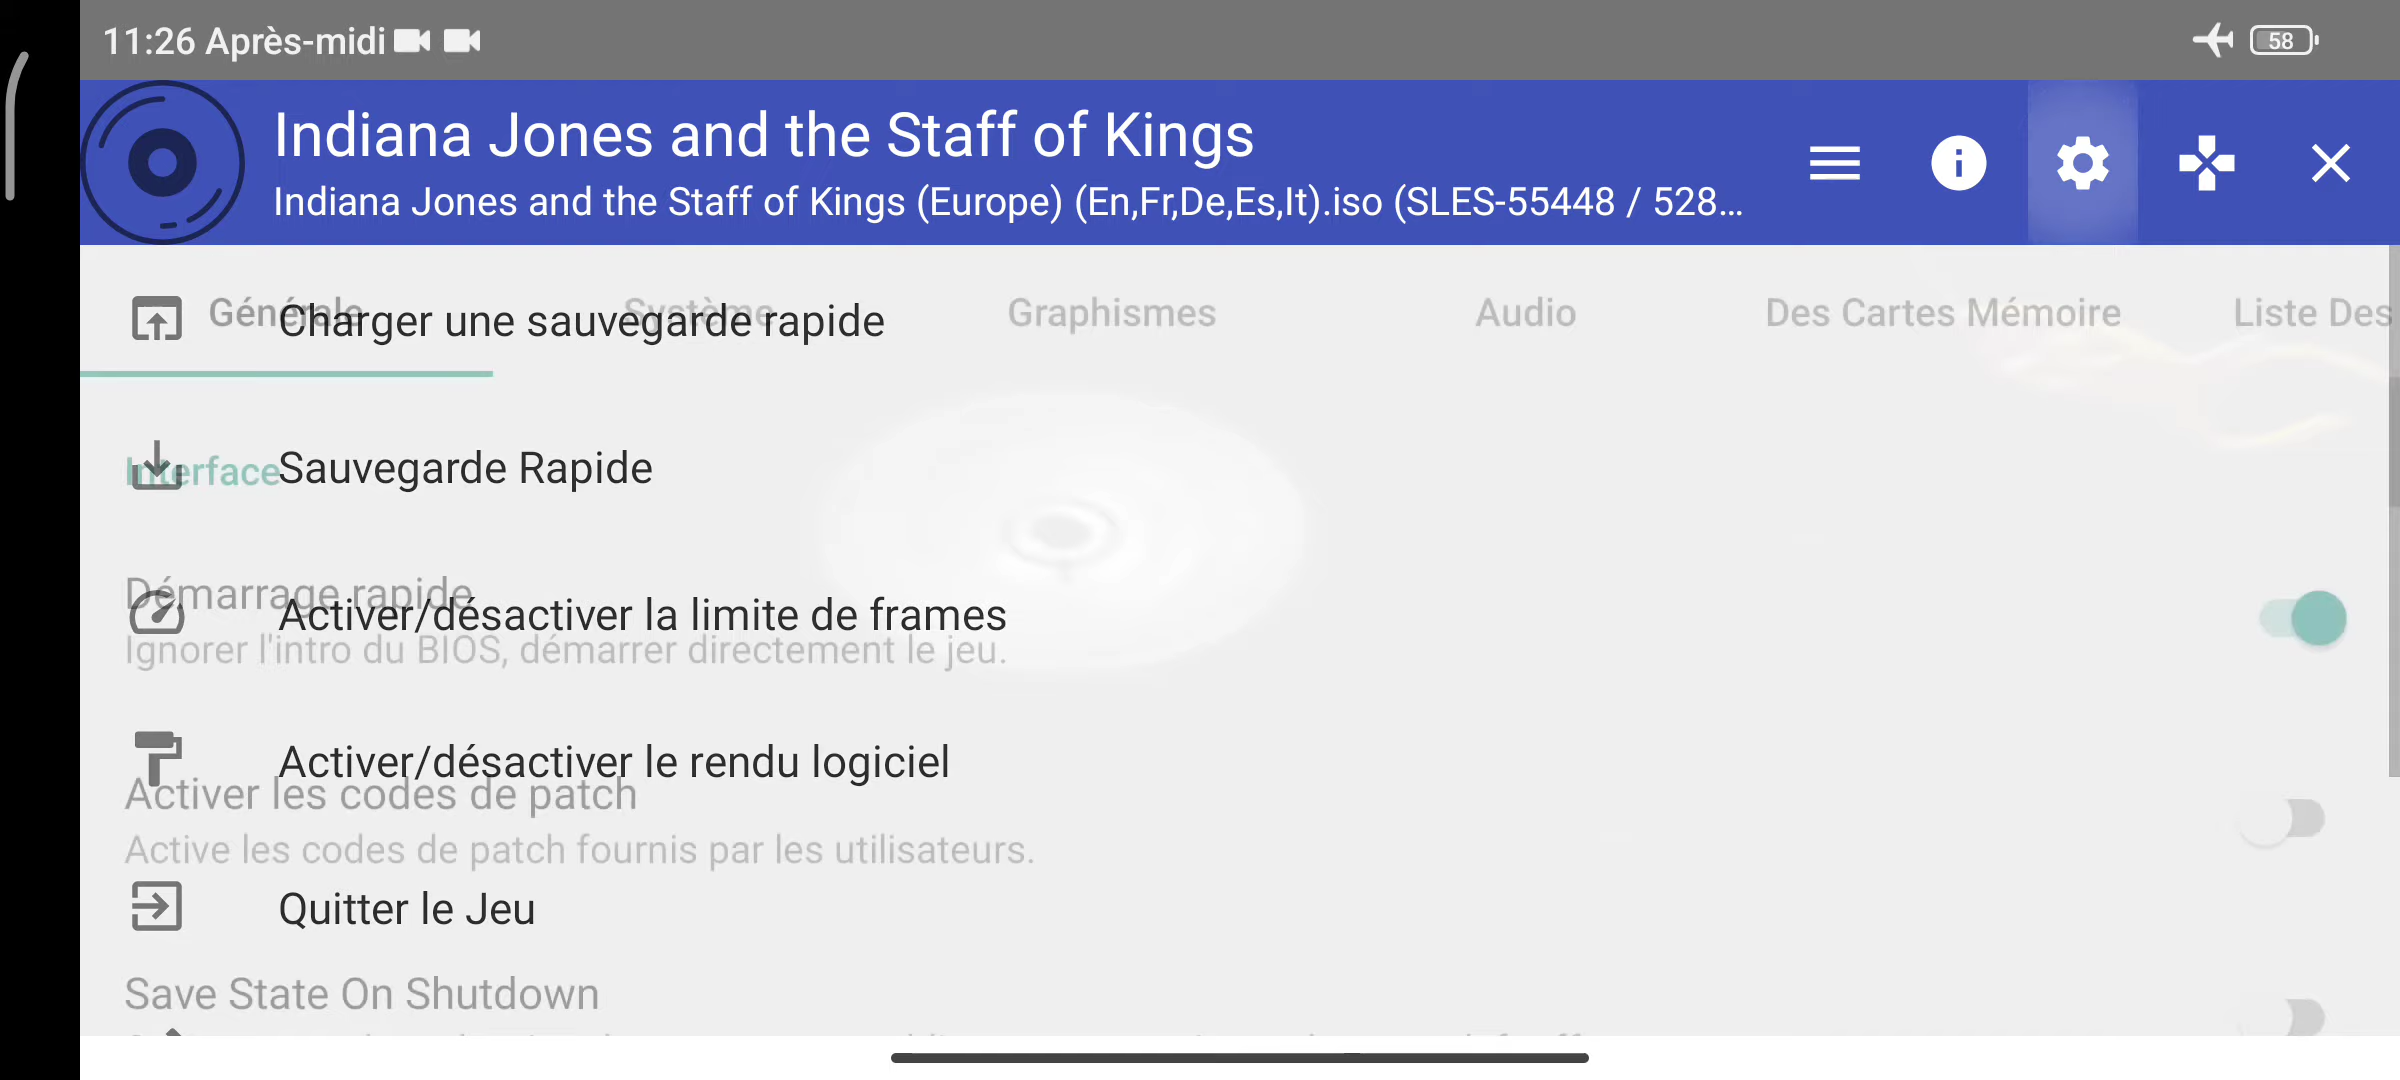 11:26 Après-midi
58
Indiana Jones and the Staff of Kings
Indiana Jones and the Staff of Kings (Europe) (En,Fr,De,Es,It).iso (SLES-55448 / 528...
Générale
Système
Graphismes
Audio
Des Cartes Mémoire
Liste Des
Charger une sauvegarde rapide
Interface
Sauvegarde Rapide
Démarrage rapide
Activer/désactiver la limite de frames
Ignorer l'intro du BIOS, démarrer directement le jeu.
Activer/désactiver le rendu logiciel
Activer les codes de patch
Active les codes de patch fournis par les utilisateurs.
Quitter le Jeu
Save State On Shutdown